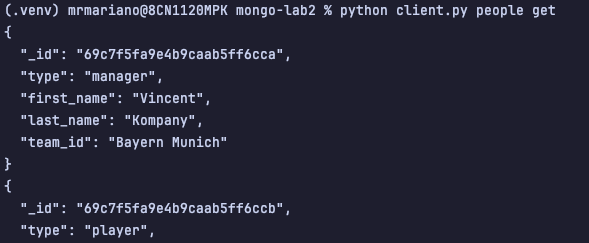 (.venv) mrmariano@8CN1120MPK mongo-lab2 % python client.py people get
{
  "_id": "69c7f5fa9e4b9caab5ff6cca",
  "type": "manager",
  "first_name": "Vincent",
  "last_name": "Kompany",
  "team_id": "Bayern Munich"
}
{
  "_id": "69c7f5fa9e4b9caab5ff6ccb",
  "type": "player",